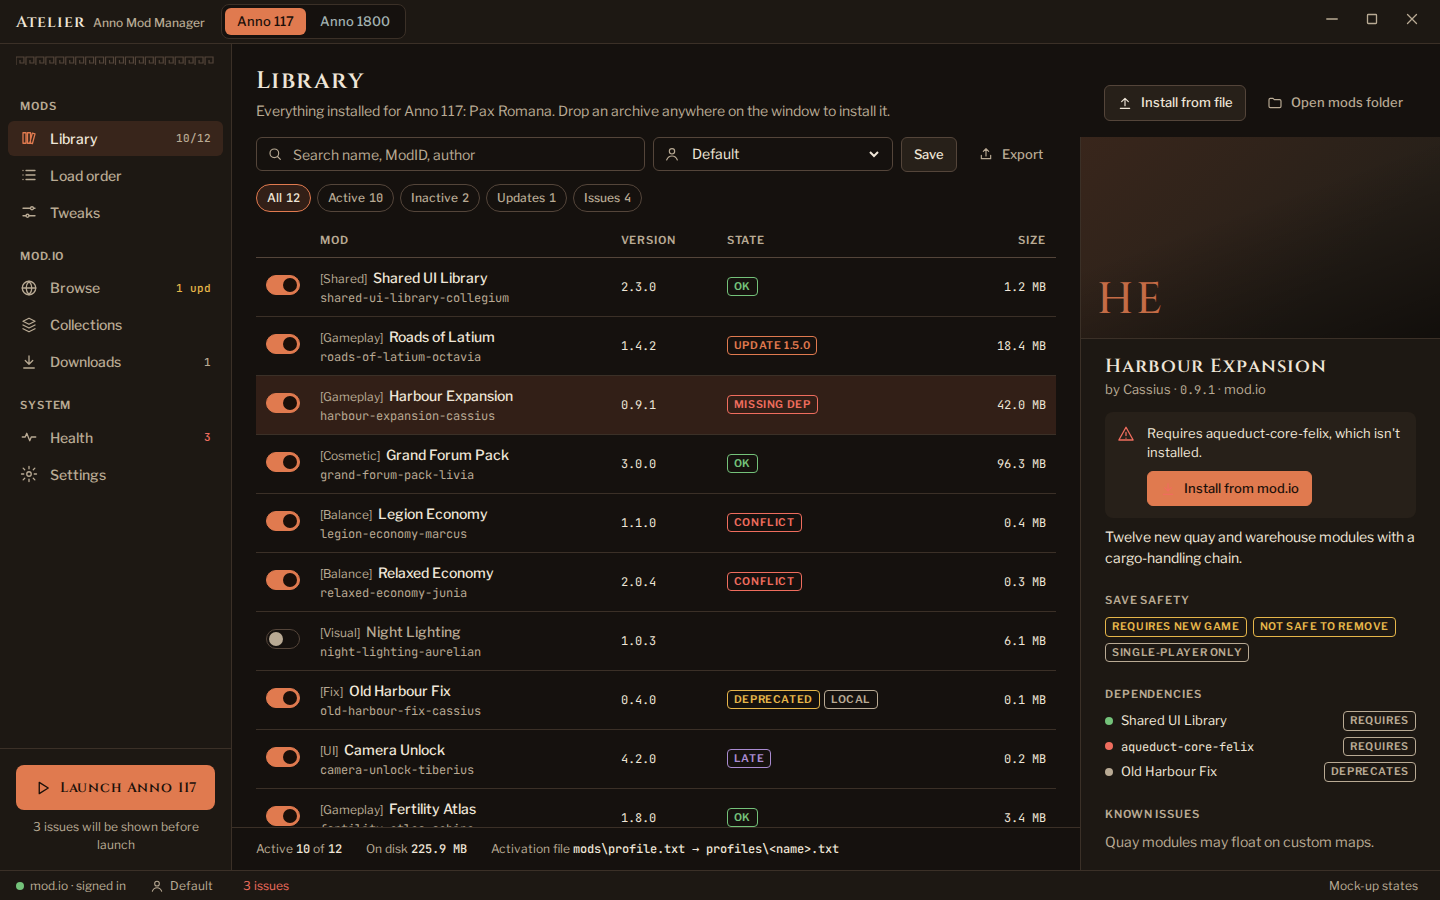 ATELIER Anno Mod Manager
Anno 117
Anno 1800
MODS
Library 10/12
Load order
Tweaks
MOD.IO
Browse 1 upd
Collections
Downloads 1
SYSTEM
Health 3
Settings
LAUNCH ANNO 117
3 issues will be shown before
launch
LIBRARY
Everything installed for Anno 117: Pax Romana. Drop an archive anywhere on the window to install it.
Install from file
Open mods folder
Search name, ModID, author
Default
Save
Export
All 12
Active 10
Inactive 2
Updates 1
Issues 4
MOD VERSION STATE SIZE
[Shared] Shared UI Library
shared-ui-library-collegium
2.3.0 OK 1.2 MB
[Gameplay] Roads of Latium
roads-of-latium-octavia
1.4.2 UPDATE 1.5.0 18.4 MB
[Gameplay] Harbour Expansion
harbour-expansion-cassius
0.9.1 MISSING DEP 42.0 MB
[Cosmetic] Grand Forum Pack
grand-forum-pack-livia
3.0.0 OK 96.3 MB
[Balance] Legion Economy
legion-economy-marcus
1.1.0 CONFLICT 0.4 MB
[Balance] Relaxed Economy
relaxed-economy-junia
2.0.4 CONFLICT 0.3 MB
[Visual] Night Lighting
night-lighting-aurelian
1.0.3 6.1 MB
[Fix] Old Harbour Fix
old-harbour-fix-cassius
0.4.0 DEPRECATED LOCAL 0.1 MB
[UI] Camera Unlock
camera-unlock-tiberius
4.2.0 LATE 0.2 MB
[Gameplay] Fertility Atlas
1.8.0 OK 3.4 MB
Active 10 of 12
On disk 225.9 MB
Activation file mods\profile.txt → profiles\<name>.txt
HE
HARBOUR EXPANSION
by Cassius · 0.9.1 · mod.io
Requires aqueduct-core-felix, which isn't
installed.
Install from mod.io
Twelve new quay and warehouse modules with a
cargo-handling chain.
SAVE SAFETY
REQUIRES NEW GAME NOT SAFE TO REMOVE
SINGLE-PLAYER ONLY
DEPENDENCIES
Shared UI Library REQUIRES
aqueduct-core-felix REQUIRES
Old Harbour Fix DEPRECATES
KNOWN ISSUES
Quay modules may float on custom maps.
mod.io · signed in
Default
3 issues
Mock-up states